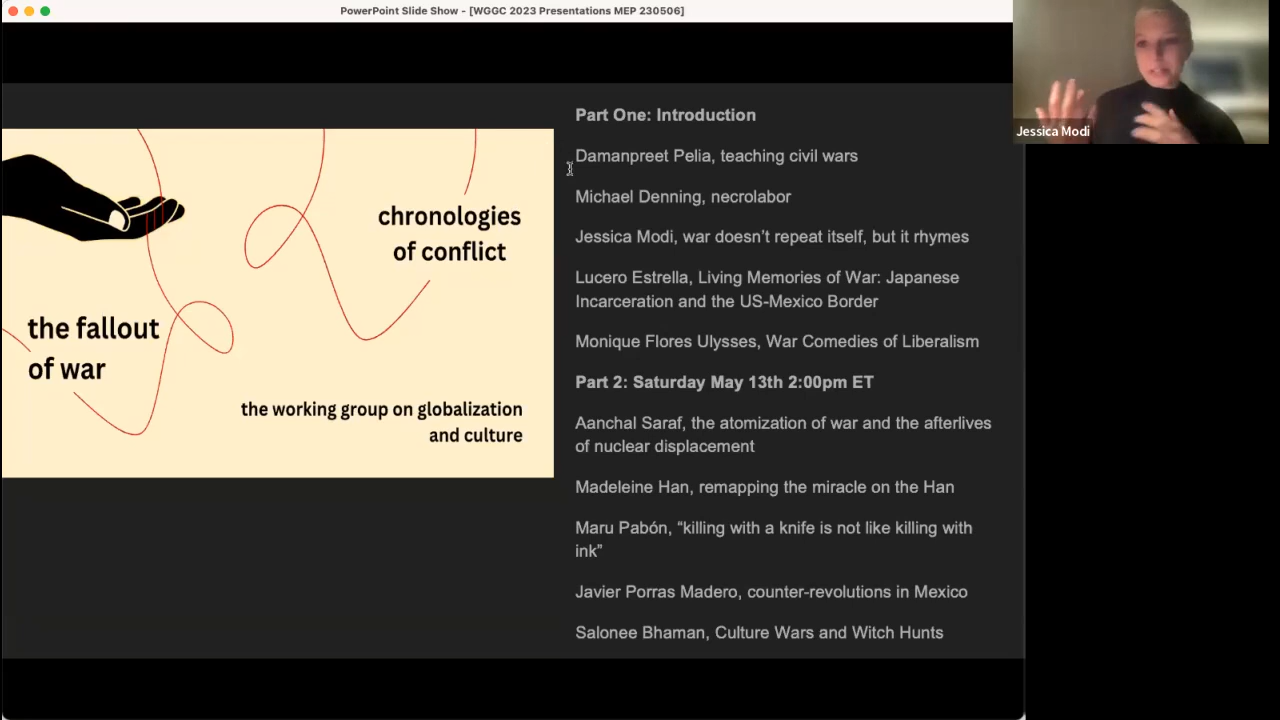 PowerPoint Slide Show - [WGGC 2023 Presentations MEP 230506]
Jessica Modi
chronologies
of conflict
the fallout
of war
the working group on globalization
and culture
Part One: Introduction
Damanpreet Pelia, teaching civil wars
Michael Denning, necrolabor
Jessica Modi, war doesn’t repeat itself, but it rhymes
Lucero Estrella, Living Memories of War: Japanese
Incarceration and the US-Mexico Border
Monique Flores Ulysses, War Comedies of Liberalism
Part 2: Saturday May 13th 2:00pm ET
Aanchal Saraf, the atomization of war and the afterlives
of nuclear displacement
Madeleine Han, remapping the miracle on the Han
Maru Pabón, “killing with a knife is not like killing with
ink”
Javier Porras Madero, counter-revolutions in Mexico
Salonee Bhaman, Culture Wars and Witch Hunts